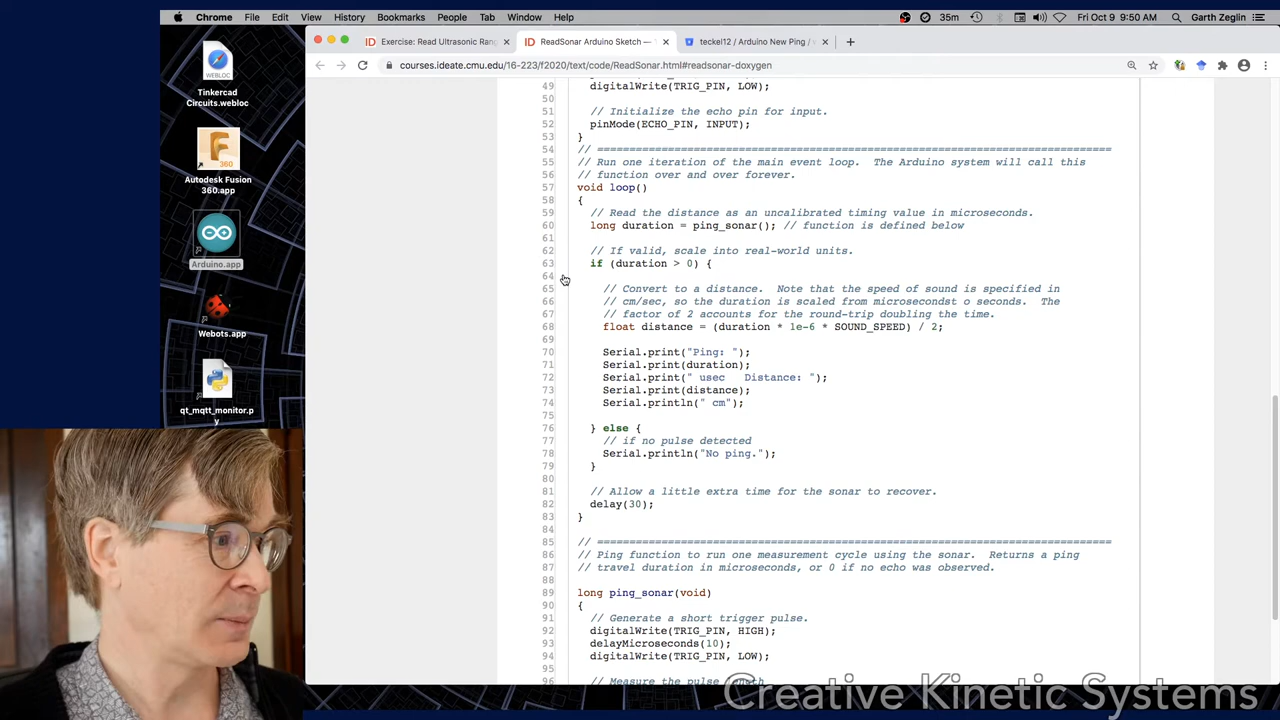 Chrome File Edit View History Bookmarks People Tab Window Help 35m Fri Oct 9 9:50 AM Garth Zeglin
Exercise: Read Ultrasonic Ran
ReadSonar Arduino Sketch —
teckel12 / Arduino New Ping /
courses.ideate.cmu.edu/16-223/f2020/text/code/ReadSonar.html#readsonar-doxygen
WEBLOC
Tinkercad
Circuits.webloc
360
Autodesk Fusion
360.app
Arduino.app
Webots.app
qt_mqtt_monitor.p
y
49 digitalWrite(TRIG_PIN, LOW);
50
51 // Initialize the echo pin for input.
52 pinMode(ECHO_PIN, INPUT);
53 }
54 // =================================================================================
55 // Run one iteration of the main event loop.  The Arduino system will call this
56 // function over and over forever.
57 void loop()
58 {
59 // Read the distance as an uncalibrated timing value in microseconds.
60 long duration = ping_sonar(); // function is defined below
61
62 // If valid, scale into real-world units.
63 if (duration > 0) {
64
65 // Convert to a distance.  Note that the speed of sound is specified in
66 // cm/sec, so the duration is scaled from microsecondst o seconds.  The
67 // factor of 2 accounts for the round-trip doubling the time.
68 float distance = (duration * 1e-6 * SOUND_SPEED) / 2;
69
70 Serial.print("Ping: ");
71 Serial.print(duration);
72 Serial.print(" usec   Distance: ");
73 Serial.print(distance);
74 Serial.println(" cm");
75
76 } else {
77 // if no pulse detected
78 Serial.println("No ping.");
79 }
80
81 // Allow a little extra time for the sonar to recover.
82 delay(30);
83 }
84
85 // =================================================================================
86 // Ping function to run one measurement cycle using the sonar.  Returns a ping
87 // travel duration in microseconds, or 0 if no echo was observed.
88
89 long ping_sonar(void)
90 {
91 // Generate a short trigger pulse.
92 digitalWrite(TRIG_PIN, HIGH);
93 delayMicroseconds(10);
94 digitalWrite(TRIG_PIN, LOW);
95
96 // Measure the pulse length
Creative Kinetic Systems